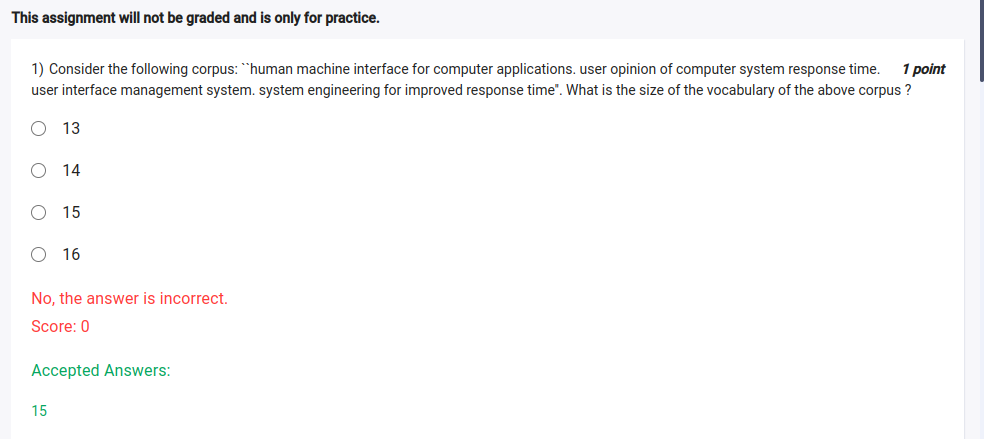 This assignment will not be graded and is only for practice.
1) Consider the following corpus: ``human machine interface for computer applications. user opinion of computer system response time. 1 point
user interface management system. system engineering for improved response time". What is the size of the vocabulary of the above corpus ?
13
14
15
16
No, the answer is incorrect.
Score: 0
Accepted Answers:
15